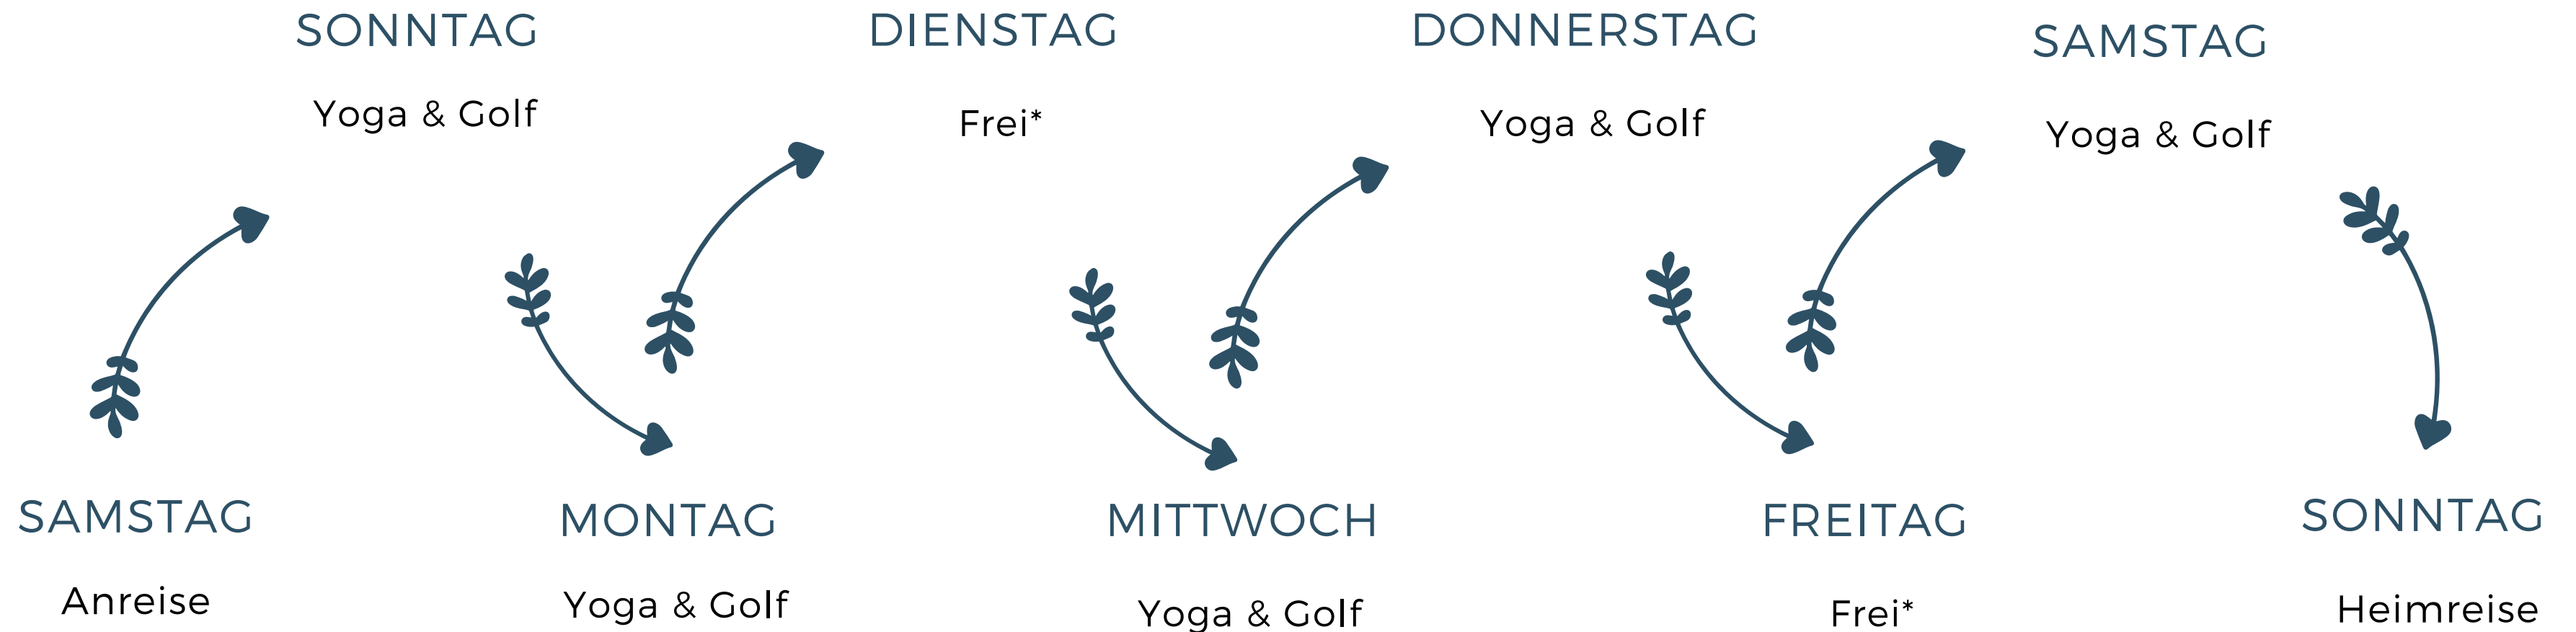 SAMSTAG
Anreise
SONNTAG
Yoga & Golf
MONTAG
Yoga & Golf
DIENSTAG
Frei*
MITTWOCH
Yoga & Golf
DONNERSTAG
Yoga & Golf
FREITAG
Frei*
SAMSTAG
Yoga & Golf
SONNTAG
Heimreise